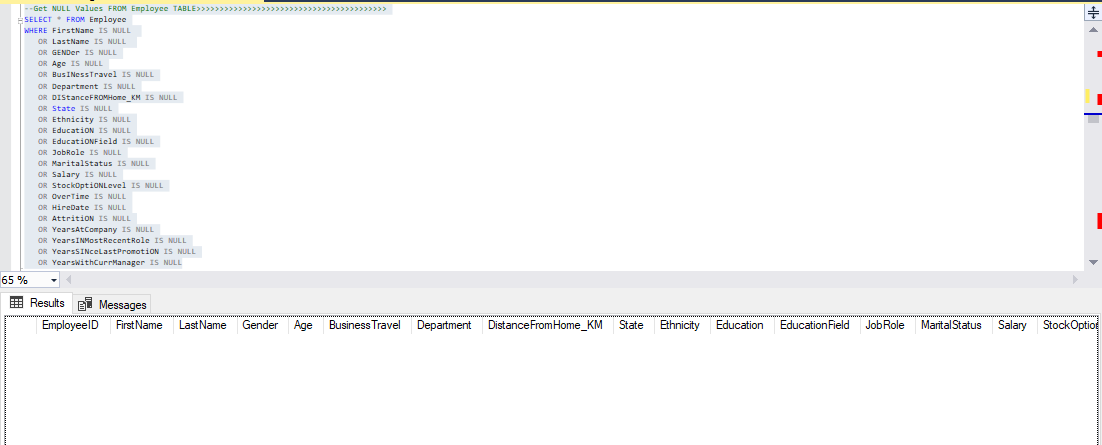 --Get NULL Values FROM Employee TABLE>>>>>>>>>>>>>>>>>>>>>>>>>>>>>>>>>>>>>>>>>
SELECT * FROM Employee
WHERE FirstName IS NULL
OR LastName IS NULL
OR GENDer IS NULL
OR Age IS NULL
OR BusINessTravel IS NULL
OR Department IS NULL
OR DIStanceFROMHome_KM IS NULL
OR State IS NULL
OR Ethnicity IS NULL
OR EducatiON IS NULL
OR EducatiONField IS NULL
OR JobRole IS NULL
OR MaritalStatus IS NULL
OR Salary IS NULL
OR StockOptiONLevel IS NULL
OR OverTime IS NULL
OR HireDate IS NULL
OR AttritiON IS NULL
OR YearsAtCompany IS NULL
OR YearsINMostRecentRole IS NULL
OR YearsSINceLastPromotiON IS NULL
OR YearsWithCurrManager IS NULL
65 %
Results Messages
EmployeeID FirstName LastName Gender Age BusinessTravel Department DistanceFromHome_KM State Ethnicity Education EducationField JobRole MaritalStatus Salary StockOption